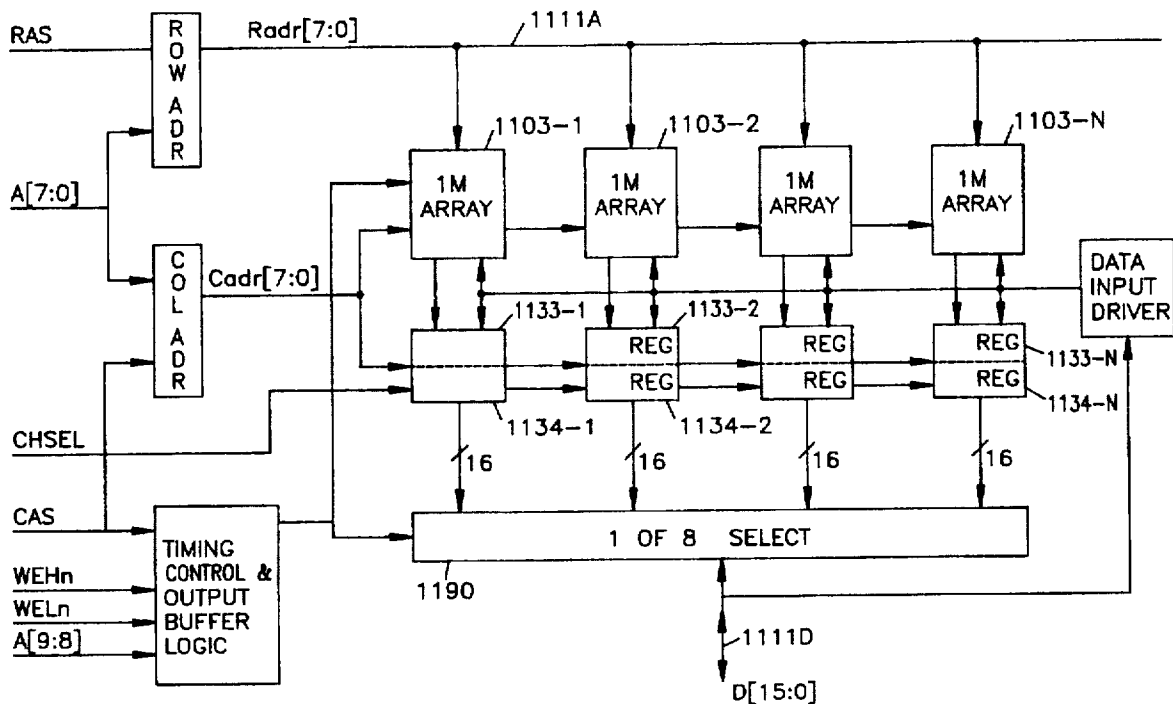 RAS
ROW ADR
Radr[7:0]
1111A
1103-1
1103-2
1103-N
A[7:0]
1M
ARRAY
1M
ARRAY
1M
ARRAY
1M
ARRAY
COL ADR
Cadr[7:0]
DATA
INPUT
DRIVER
1133-1
1133-2
REG
REG
REG
1133-N
REG
REG
REG
1134-N
CHSEL
1134-1
1134-2
16
16
16
16
CAS
TIMING
CONTROL &
OUTPUT
BUFFER
LOGIC
1 OF 8 SELECT
1190
WEHn
WELn
A[9:8]
1111D
D[15:0]